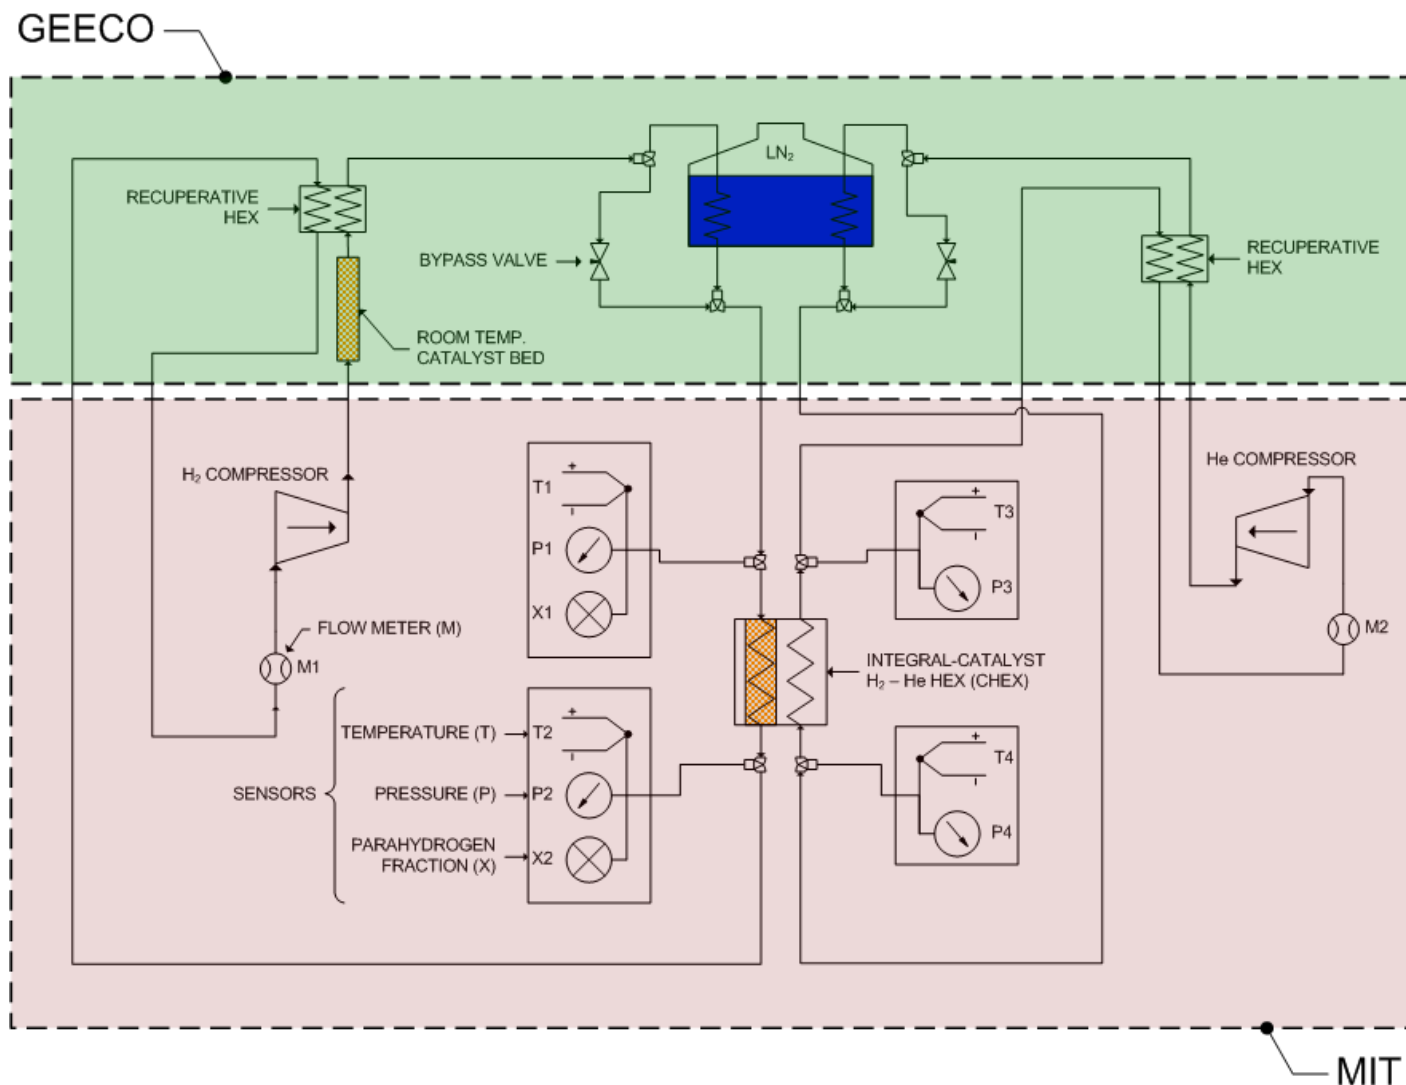 GEECO
LN₂
RECUPERATIVE
HEX
BYPASS VALVE
RECUPERATIVE
HEX
ROOM TEMP.
CATALYST BED
H₂ COMPRESSOR
He COMPRESSOR
+
T1
–
P1
X1
+
T3
–
P3
FLOW METER (M)
M1
M2
INTEGRAL-CATALYST
H₂ – He HEX (CHEX)
SENSORS
TEMPERATURE (T)
PRESSURE (P)
PARAHYDROGEN
FRACTION (X)
+
T2
–
P2
X2
+
T4
–
P4
MIT